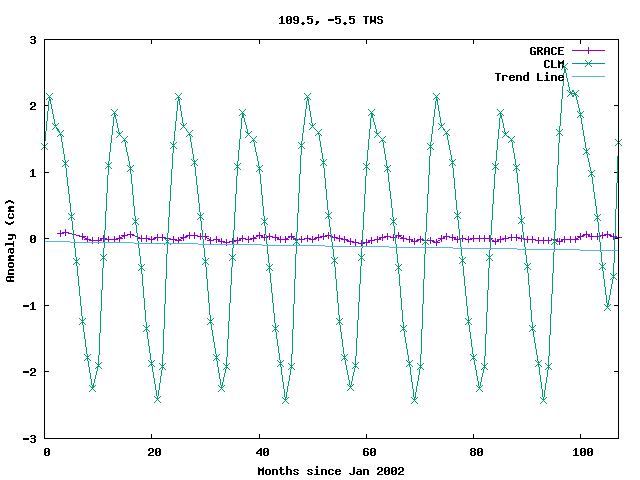 109.5, -5.5 TWS
GRACE
CLM
Trend Line
3
2
1
0
-1
-2
-3
Anomaly (cm)
0 20 40 60 80 100
Months since Jan 2002